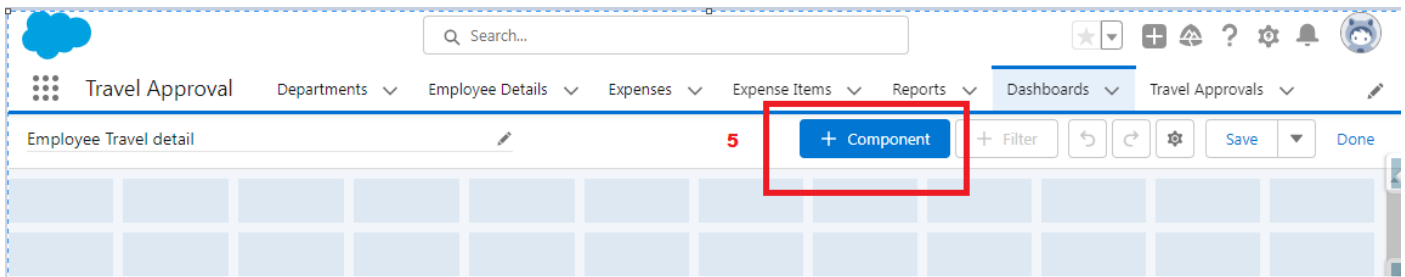 Search...
Travel Approval Departments Employee Details Expenses Expense Items Reports Dashboards Travel Approvals
Employee Travel detail 5 + Component + Filter Save Done